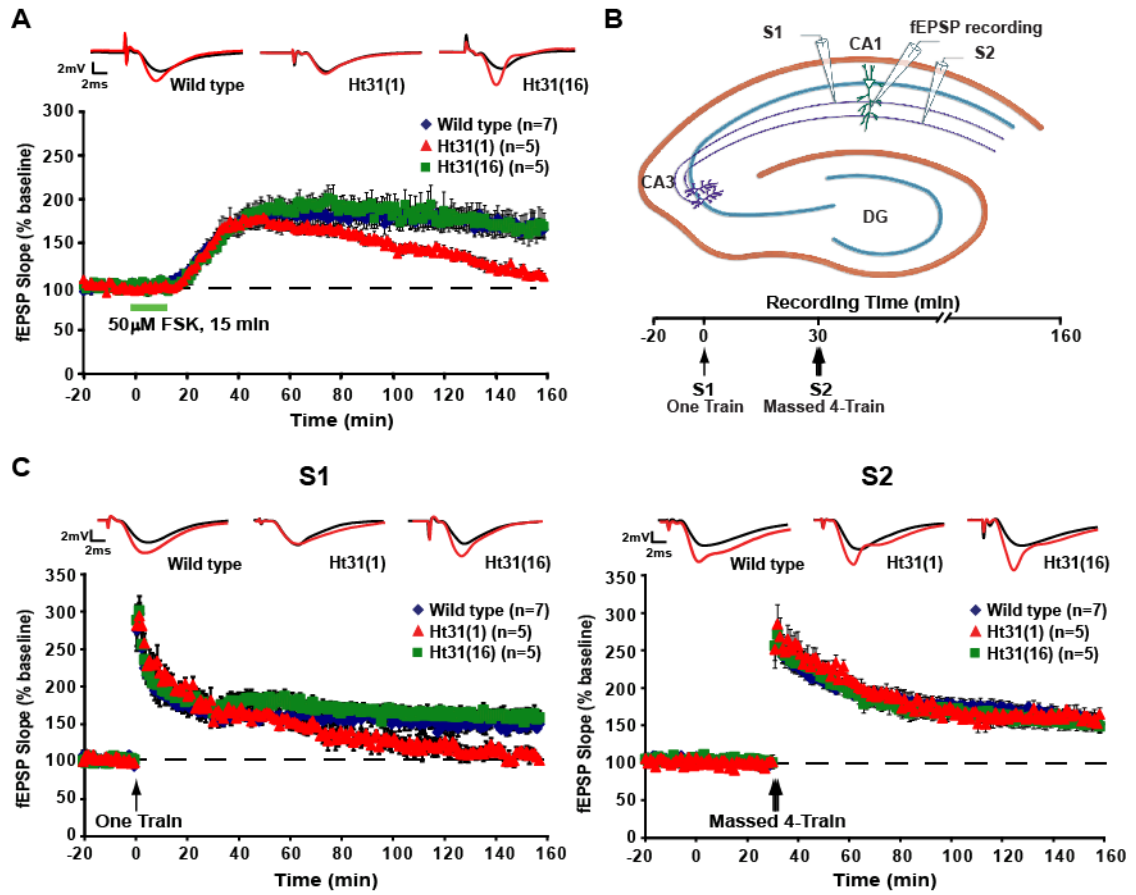 A
2mV
2ms
Wild type
Ht31(1)
Ht31(16)
350
300
250
200
150
100
50
0
fEPSP Slope (% baseline)
Wild type (n=7)
Ht31(1) (n=5)
Ht31(16) (n=5)
50μM FSK, 15 min
-20 0 20 40 60 80 100 120 140 160
Time (min)
B
S1
CA1
fEPSP recording
S2
CA3
DG
Recording Time (min)
-20 0 30 160
S1
One Train
S2
Massed 4-Train
C
S1
2mV
2ms
Wild type
Ht31(1)
Ht31(16)
350
300
250
200
150
100
50
0
fEPSP Slope (% baseline)
Wild type (n=7)
Ht31(1) (n=5)
Ht31(16) (n=5)
One Train
-20 0 20 40 60 80 100 120 140 160
Time (min)
S2
2mV
2ms
Wild type
Ht31(1)
Ht31(16)
350
300
250
200
150
100
50
0
fEPSP Slope (% baseline)
Wild type (n=7)
Ht31(1) (n=5)
Ht31(16) (n=5)
Massed 4-Train
-20 0 20 40 60 80 100 120 140 160
Time (min)